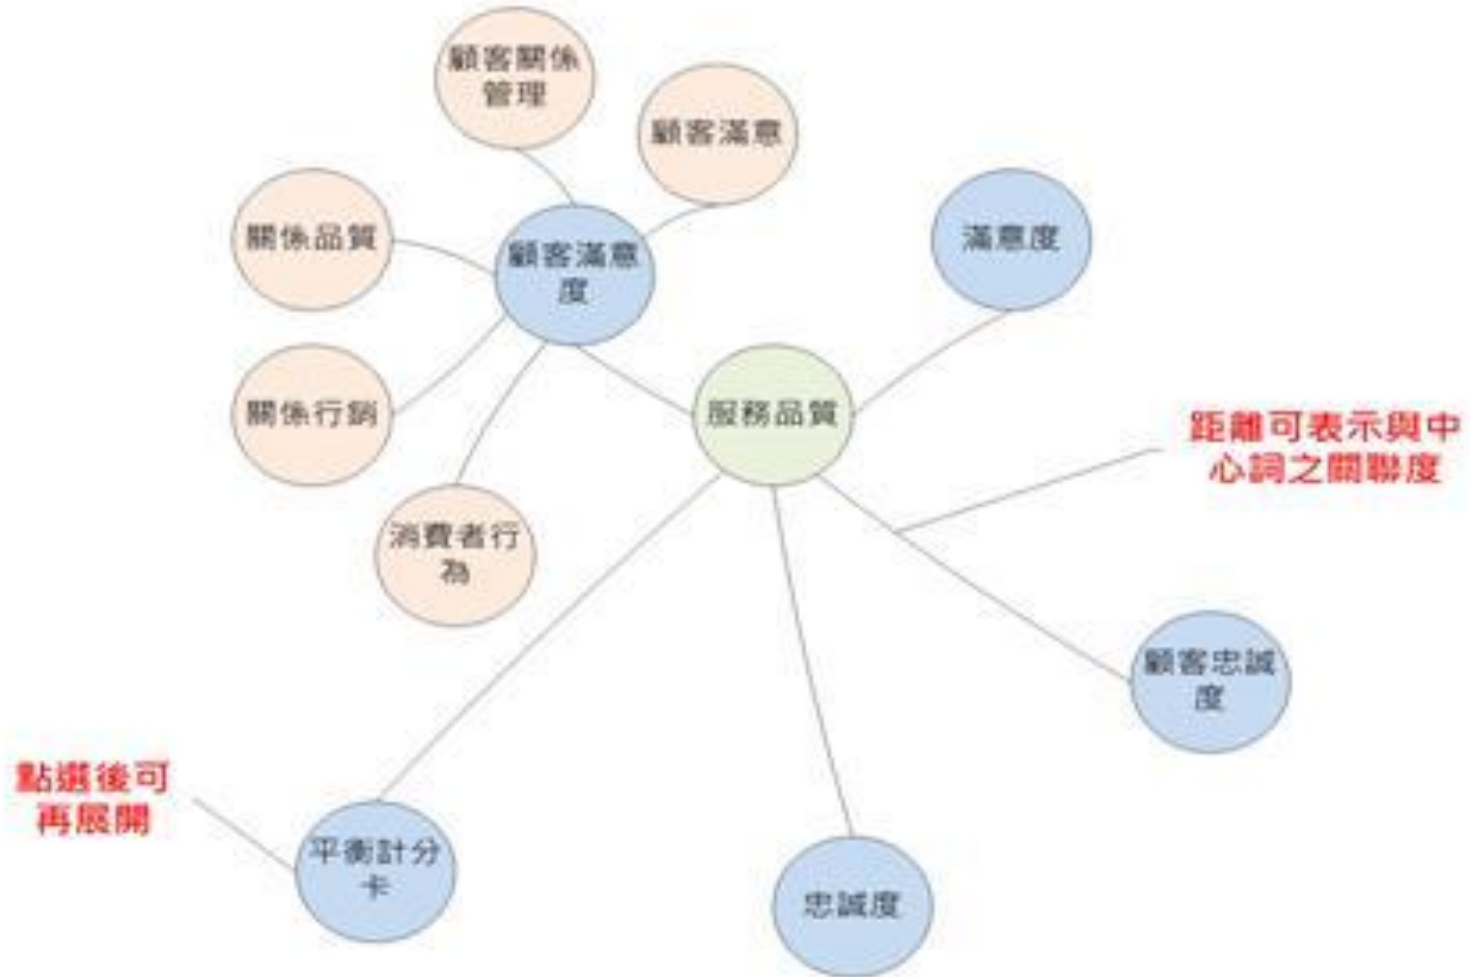 顧客關係
管理
顧客滿意
關係品質
顧客滿意
度
滿意度
關係行銷
服務品質
距離可表示與中
心詞之關聯度
消費者行
為
顧客忠誠
度
點選後可
再展開
平衡計分
卡
忠誠度